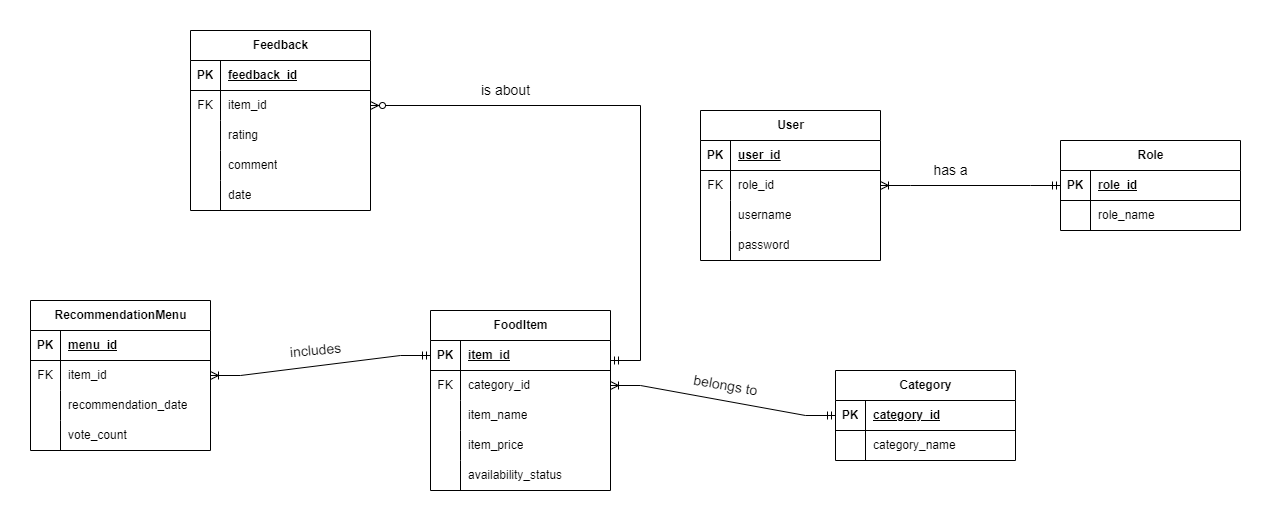 Feedback
PK feedback_id
FK item_id
rating
comment
date
is about
User
PK user_id
FK role_id
username
password
has a
Role
PK role_id
role_name
RecommendationMenu
PK menu_id
FK item_id
recommendation_date
vote_count
includes
FoodItem
PK item_id
FK category_id
item_name
item_price
availability_status
belongs to
Category
PK category_id
category_name